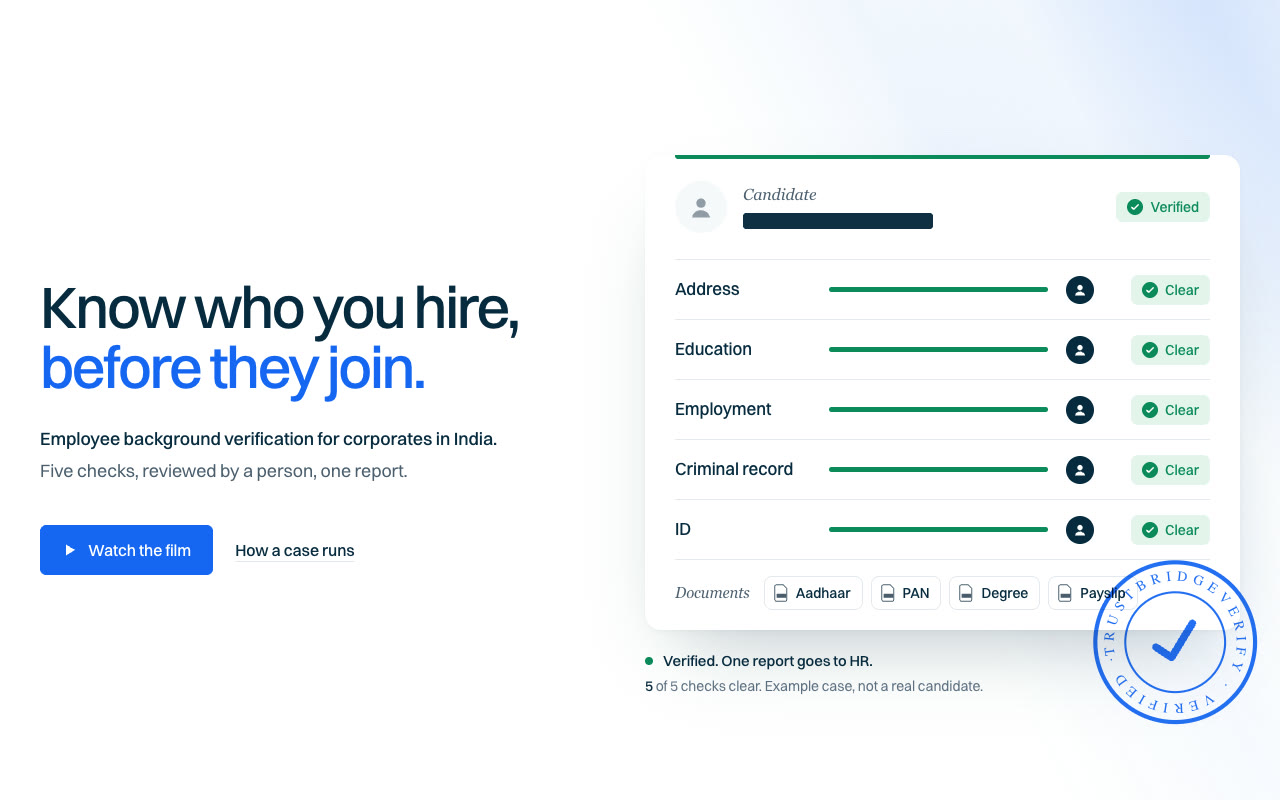 Know who you hire,
before they join.
Employee background verification for corporates in India.
Five checks, reviewed by a person, one report.
Watch the film
How a case runs
Candidate
Verified
Address
Clear
Education
Clear
Employment
Clear
Criminal record
Clear
ID
Clear
Documents
Aadhaar
PAN
Degree
Payslip
TRUSTBRIDGEVERIFY · VERIFIED ·
Verified. One report goes to HR.
5 of 5 checks clear. Example case, not a real candidate.